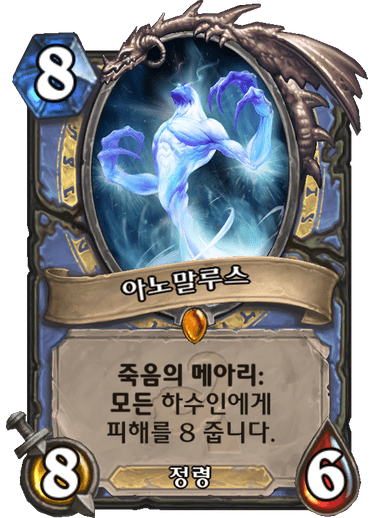 8
아노말루스
죽음의 메아리:
모든 하수인에게
피해를 8 줍니다.
정령
8
6